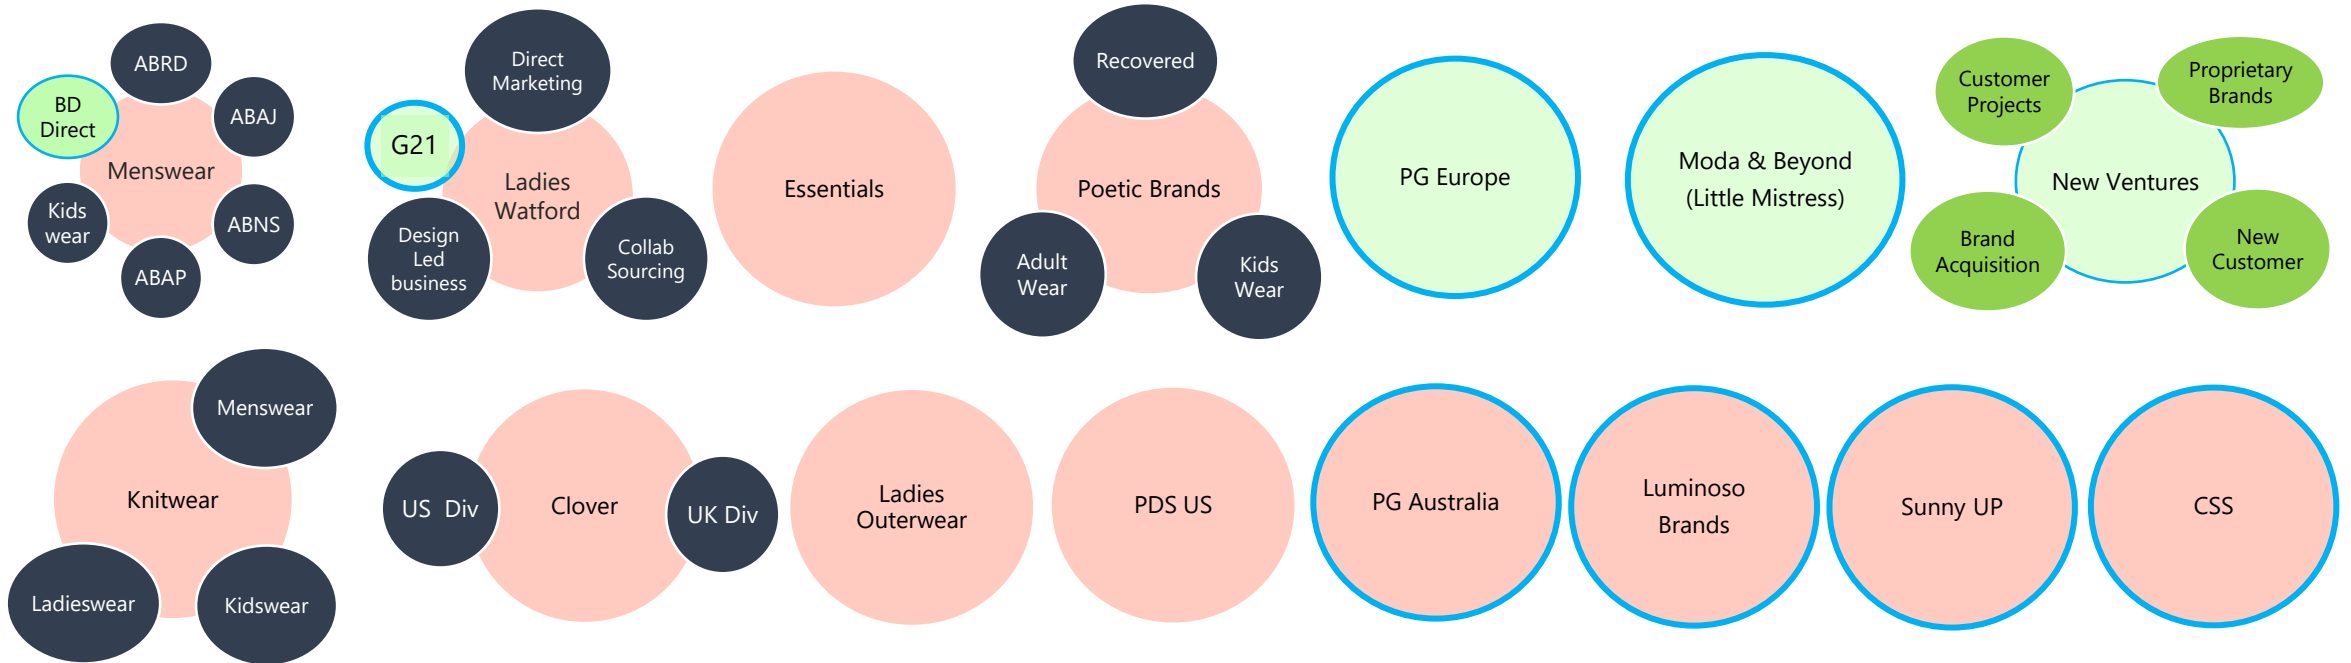 ABRD
BD
Direct
ABAJ
Menswear
Kids
wear
ABNS
ABAP
Direct
Marketing
G21
Ladies
Watford
Design
Led
business
Collab
Sourcing
Essentials
Recovered
Poetic Brands
Adult
Wear
Kids
Wear
PG Europe
Moda & Beyond
(Little Mistress)
Customer
Projects
Proprietary
Brands
New Ventures
Brand
Acquisition
New
Customer
Menswear
Knitwear
Ladieswear
Kidswear
US  Div
Clover
UK Div
Ladies
Outerwear
PDS US
PG Australia
Luminoso
Brands
Sunny UP
CSS